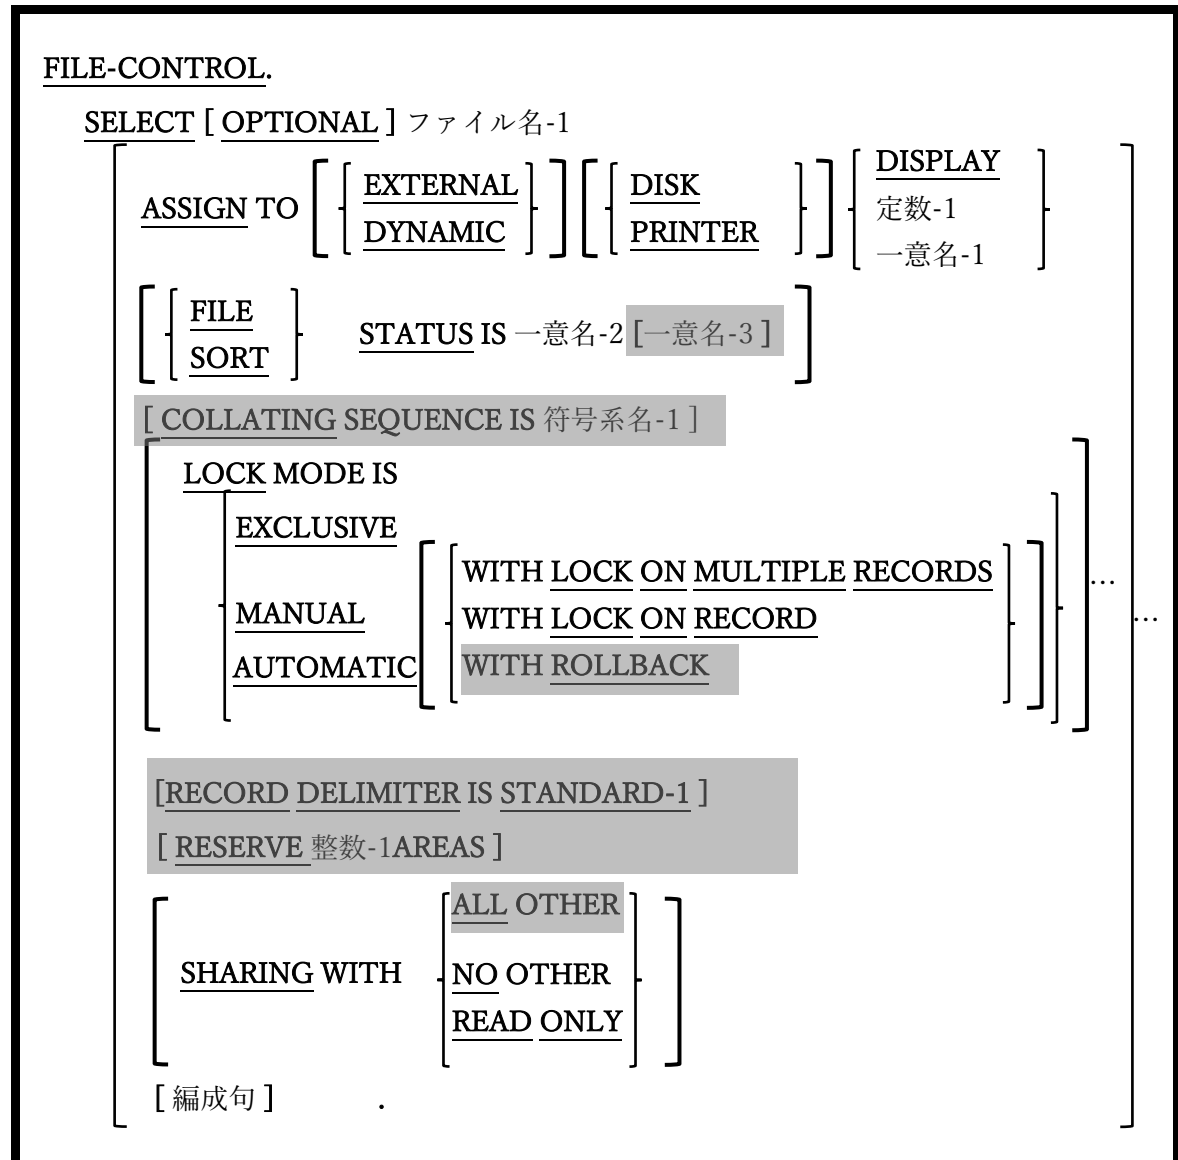 FILE-CONTROL.
SELECT [ OPTIONAL ] ファイル名-1
ASSIGN TO [ { EXTERNAL DYNAMIC } ] [ { DISK PRINTER } ] { DISPLAY 定数-1 一意名-1 }
[ { FILE SORT } STATUS IS 一意名-2 [一意名-3 ] ]
[ COLLATING SEQUENCE IS 符号系名-1 ]
LOCK MODE IS
EXCLUSIVE
WITH LOCK ON MULTIPLE RECORDS
...
MANUAL
WITH LOCK ON RECORD
...
AUTOMATIC
WITH ROLLBACK
[RECORD DELIMITER IS STANDARD-1 ]
[ RESERVE 整数-1AREAS ]
ALL OTHER
SHARING WITH
NO OTHER
READ ONLY
[ 編成句 ] .